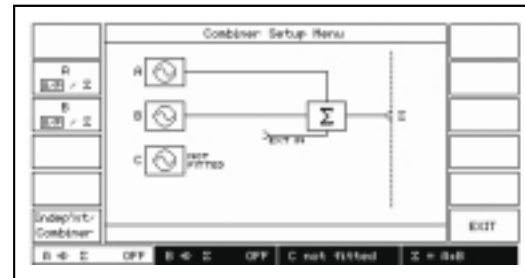 Combiner Setup Menu
A
/ Σ
B
/ Σ
Indep'nt/
Combiner
A
B
C
Σ
EXT IN
NOT
FITTED
Σ
EXIT
OFF
OFF
C not fitted
Σ = A+B